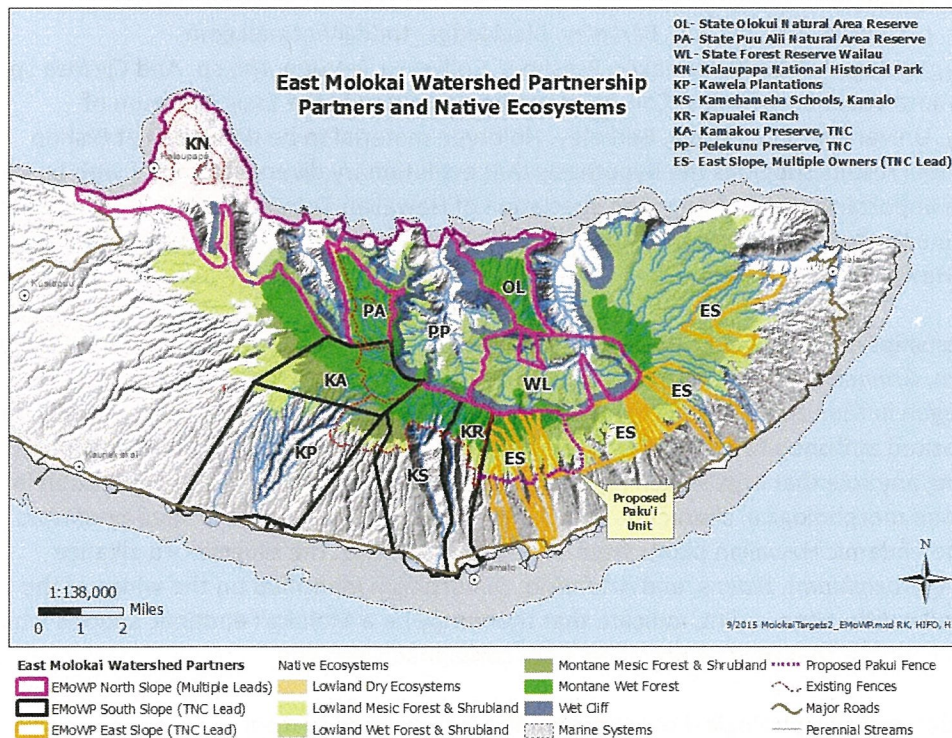 OL- State Olokui Natural Area Reserve
PA- State Puu Alii Natural Area Reserve
WL- State Forest Reserve Wailau
KN- Kalaupapa National Historical Park
KP- Kawela Plantations
KS- Kamehameha Schools, Kamalo
KR- Kapualei Ranch
KA- Kamakou Preserve, TNC
PP- Pelekunu Preserve, TNC
ES- East Slope, Multiple Owners (TNC Lead)
East Molokai Watershed Partnership
Partners and Native Ecosystems
KN
Kalaupapa
Halawa
OL
PA
ES
PP
KA
WL
ES
KR
ES
KP
KS
ES
Proposed
Paku'i
Unit
Kamalo
N
1:138,000
Miles
0 1 2
9/2015 MolokaiTargets2_EMoWP.mxd RK, HIFO, H
East Molokai Watershed Partners
EMoWP North Slope (Multiple Leads)
EMoWP South Slope (TNC Lead)
EMoWP East Slope (TNC Lead)
Native Ecosystems
Lowland Dry Ecosystems
Lowland Mesic Forest & Shrubland
Lowland Wet Forest & Shrubland
Montane Mesic Forest & Shrubland
Montane Wet Forest
Wet Cliff
Marine Systems
Proposed Pakui Fence
Existing Fences
Major Roads
Perennial Streams